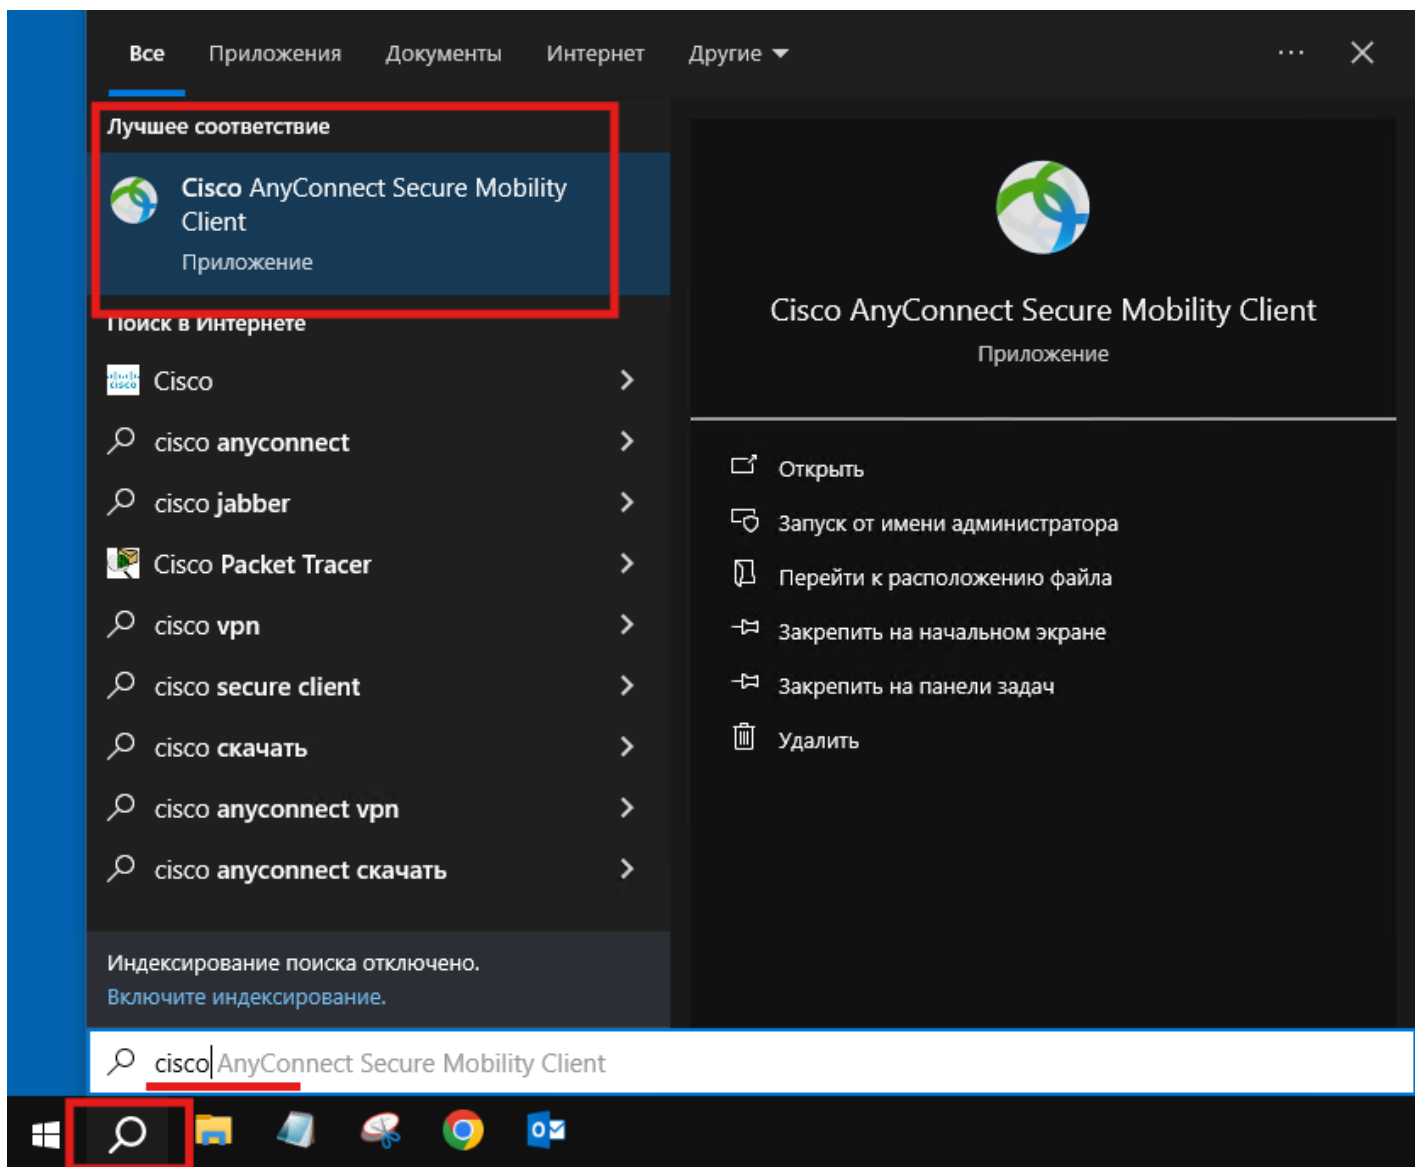 Все Приложения Документы Интернет Другие
Лучшее соответствие
Cisco AnyConnect Secure Mobility
Client
Приложение
Поиск в Интернете
Cisco
cisco anyconnect
cisco jabber
Cisco Packet Tracer
cisco vpn
cisco secure client
cisco скачать
cisco anyconnect vpn
cisco anyconnect скачать
Индексирование поиска отключено.
Включите индексирование.
Cisco AnyConnect Secure Mobility Client
Приложение
Открыть
Запуск от имени администратора
Перейти к расположению файла
Закрепить на начальном экране
Закрепить на панели задач
Удалить
cisco AnyConnect Secure Mobility Client